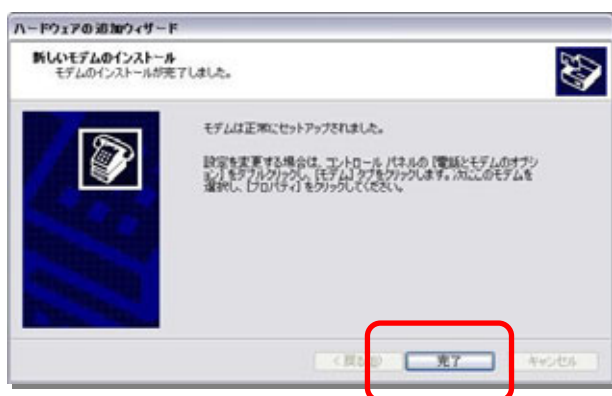 ハードウェアの追加ウィザード
新しいモデムのインストール
モデムのインストールが完了しました。
モデムは正常にセットアップされました。
設定を変更する場合は、コントロール パネルの [電話とモデムのオプシ
ョン] をダブルクリックし、[モデム] タブをクリックします。次にこのモデムを
選択し、[プロパティ] をクリックしてください。
< 戻る(B)
完了
キャンセル